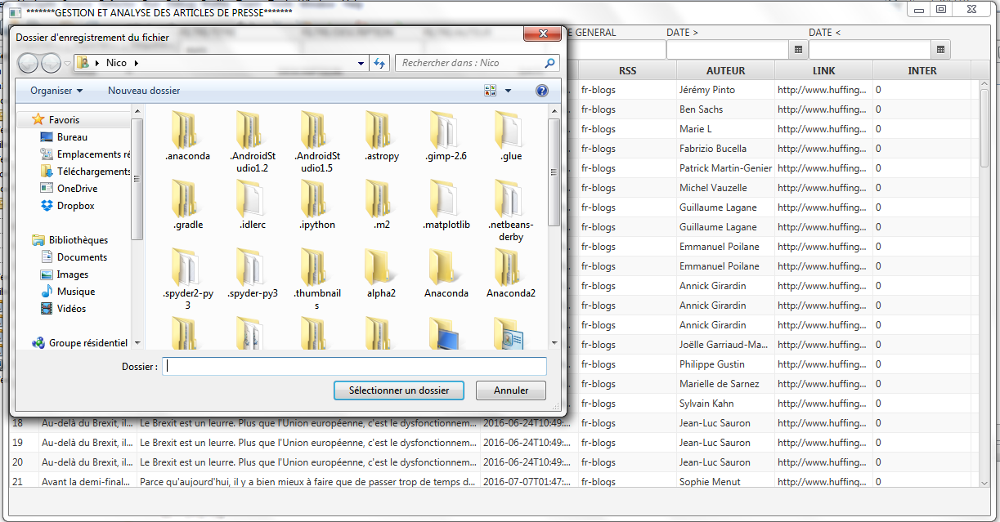 *******GESTION ET ANALYSE DES ARTICLES DE PRESSE*******
Dossier d'enregistrement du fichier
Nico
Rechercher dans : Nico
Organiser
Nouveau dossier
Favoris
Bureau
Emplacements ré
Téléchargements
OneDrive
Dropbox
Bibliothèques
Documents
Images
Musique
Vidéos
Groupe résidentiel
.anaconda .AndroidSt .AndroidSt .astropy .gimp-2.6 .glue
udio1.2 udio1.5
.gradle .idlerc .ipython .m2 .matplotlib .netbeans-
derby
.spyder2-py .spyder-py3 .thumbnail alpha2 Anaconda Anaconda2
3 s
Dossier :
Sélectionner un dossier Annuler
E GENERAL DATE > DATE <
RSS AUTEUR LINK INTER
fr-blogs Jérémy Pinto http://www.huffing... 0
fr-blogs Ben Sachs http://www.huffing... 0
fr-blogs Marie L http://www.huffing... 0
fr-blogs Fabrizio Bucella http://www.huffing... 0
fr-blogs Patrick Martin-Genier http://www.huffing... 0
fr-blogs Michel Vauzelle http://www.huffing... 0
fr-blogs Guillaume Lagane http://www.huffing... 0
fr-blogs Guillaume Lagane http://www.huffing... 0
fr-blogs Emmanuel Poilane http://www.huffing... 0
fr-blogs Emmanuel Poilane http://www.huffing... 0
fr-blogs Annick Girardin http://www.huffing... 0
fr-blogs Annick Girardin http://www.huffing... 0
fr-blogs Annick Girardin http://www.huffing... 0
fr-blogs Joëlle Garriaud-Ma... http://www.huffing... 0
fr-blogs Philippe Gustin http://www.huffing... 0
fr-blogs Marielle de Sarnez http://www.huffing... 0
fr-blogs Sylvain Kahn http://www.huffing... 0
18 Au-delà du Brexit, il... Le Brexit est un leurre. Plus que l'Union européenne, c'est le dysfonctionnem... 2016-06-24T10:49:... fr-blogs Jean-Luc Sauron http://www.huffing... 0
19 Au-delà du Brexit, il... Le Brexit est un leurre. Plus que l'Union européenne, c'est le dysfonctionnem... 2016-06-24T10:49:... fr-blogs Jean-Luc Sauron http://www.huffing... 0
20 Au-delà du Brexit, il... Le Brexit est un leurre. Plus que l'Union européenne, c'est le dysfonctionnem... 2016-06-24T10:49:... fr-blogs Jean-Luc Sauron http://www.huffing... 0
21 Avant la demi-final... Parce qu'aujourd'hui, il y a bien mieux à faire que de passer trop de temps d... 2016-07-07T01:47:... fr-blogs Sophie Menut http://www.huffing... 0